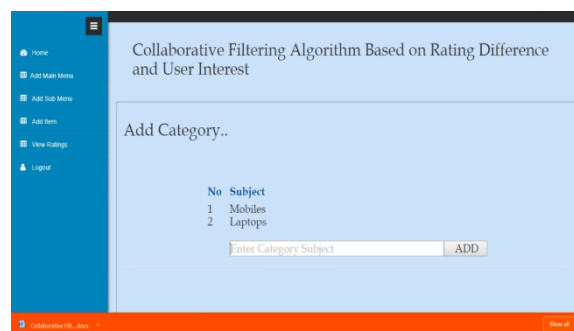 Home
Add Main Menu
Add Sub Menu
Add Item
View Ratings
Logout
Collaborative Filtering Algorithm Based on Rating Difference
and User Interest
Add Category..
No Subject
1 Mobiles
2 Laptops
Enter Category Subject ADD
Collaborative Filt....docx
Show all